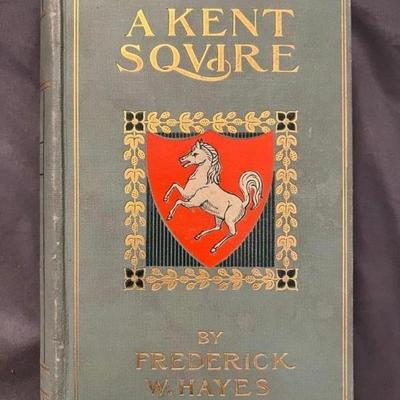 A KENT
SQVIRE
BY
FREDERICK
W. HAYES